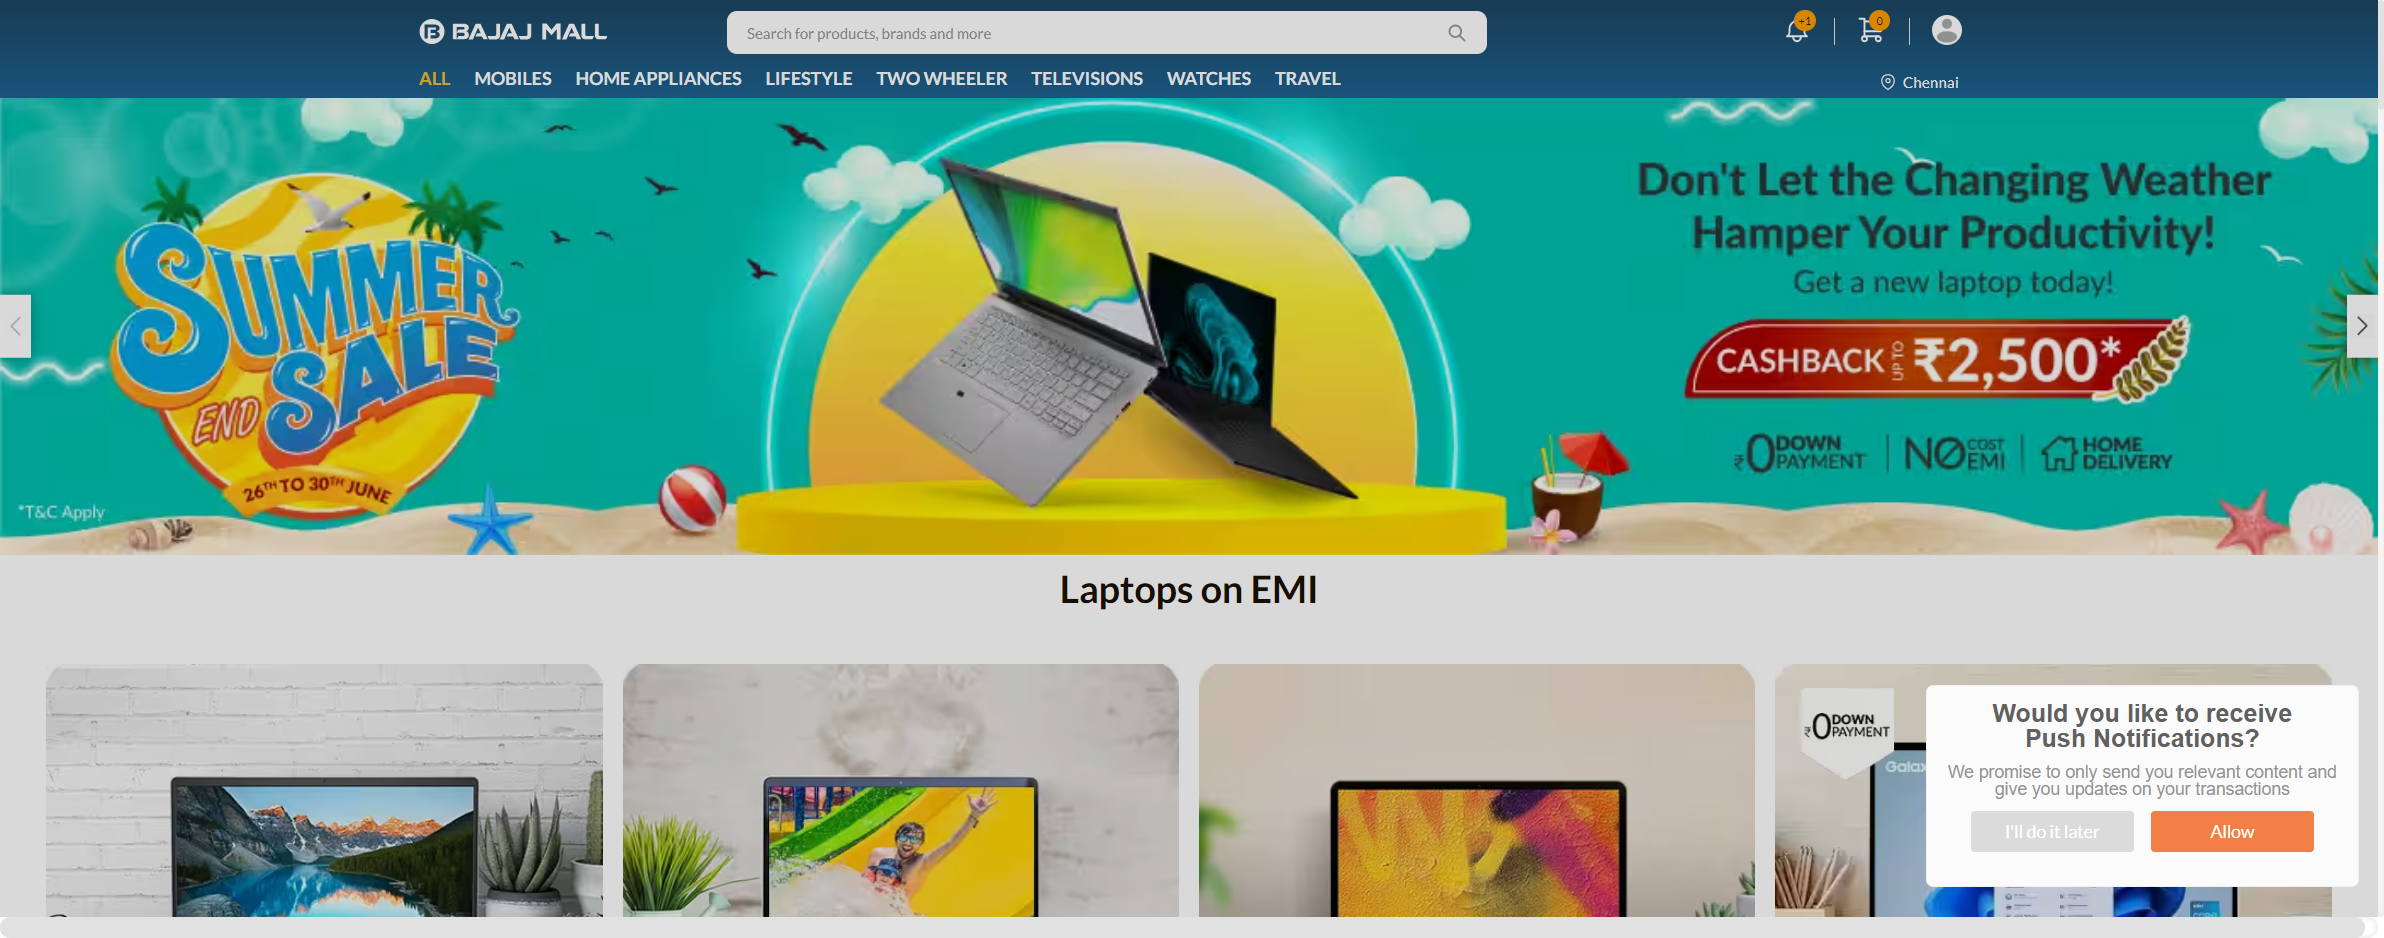 BAJAJ MALL
Search for products, brands and more
+1
0
ALL MOBILES HOME APPLIANCES LIFESTYLE TWO WHEELER TELEVISIONS WATCHES TRAVEL
Chennai
SUMMER
END SALE
26TH TO 30TH JUNE
*T&C Apply
Don't Let the Changing Weather
Hamper Your Productivity!
Get a new laptop today!
CASHBACK UP TO ₹2,500*
₹0 DOWN PAYMENT
NO COST EMI
HOME DELIVERY
Laptops on EMI
₹0 DOWN PAYMENT
Galax
Would you like to receive
Push Notifications?
We promise to only send you relevant content and
give you updates on your transactions
I'll do it later
Allow